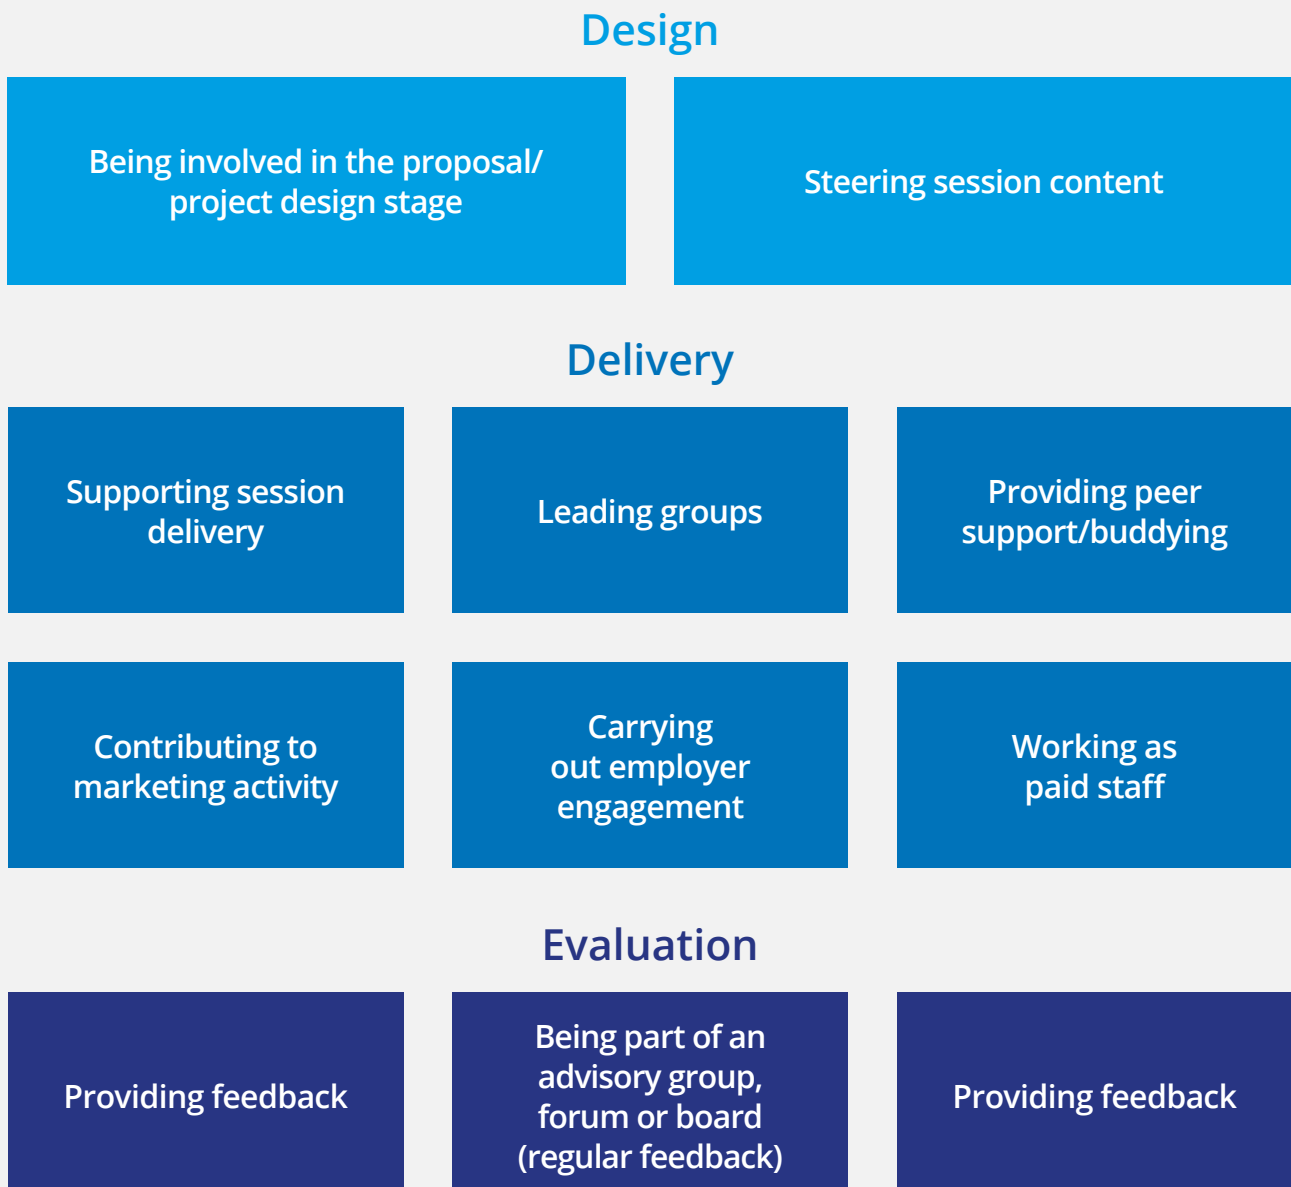 Design
Being involved in the proposal/
project design stage
Steering session content
Delivery
Supporting session
delivery
Leading groups
Providing peer
support/buddying
Contributing to
marketing activity
Carrying
out employer
engagement
Working as
paid staff
Evaluation
Providing feedback
Being part of an
advisory group,
forum or board
(regular feedback)
Providing feedback